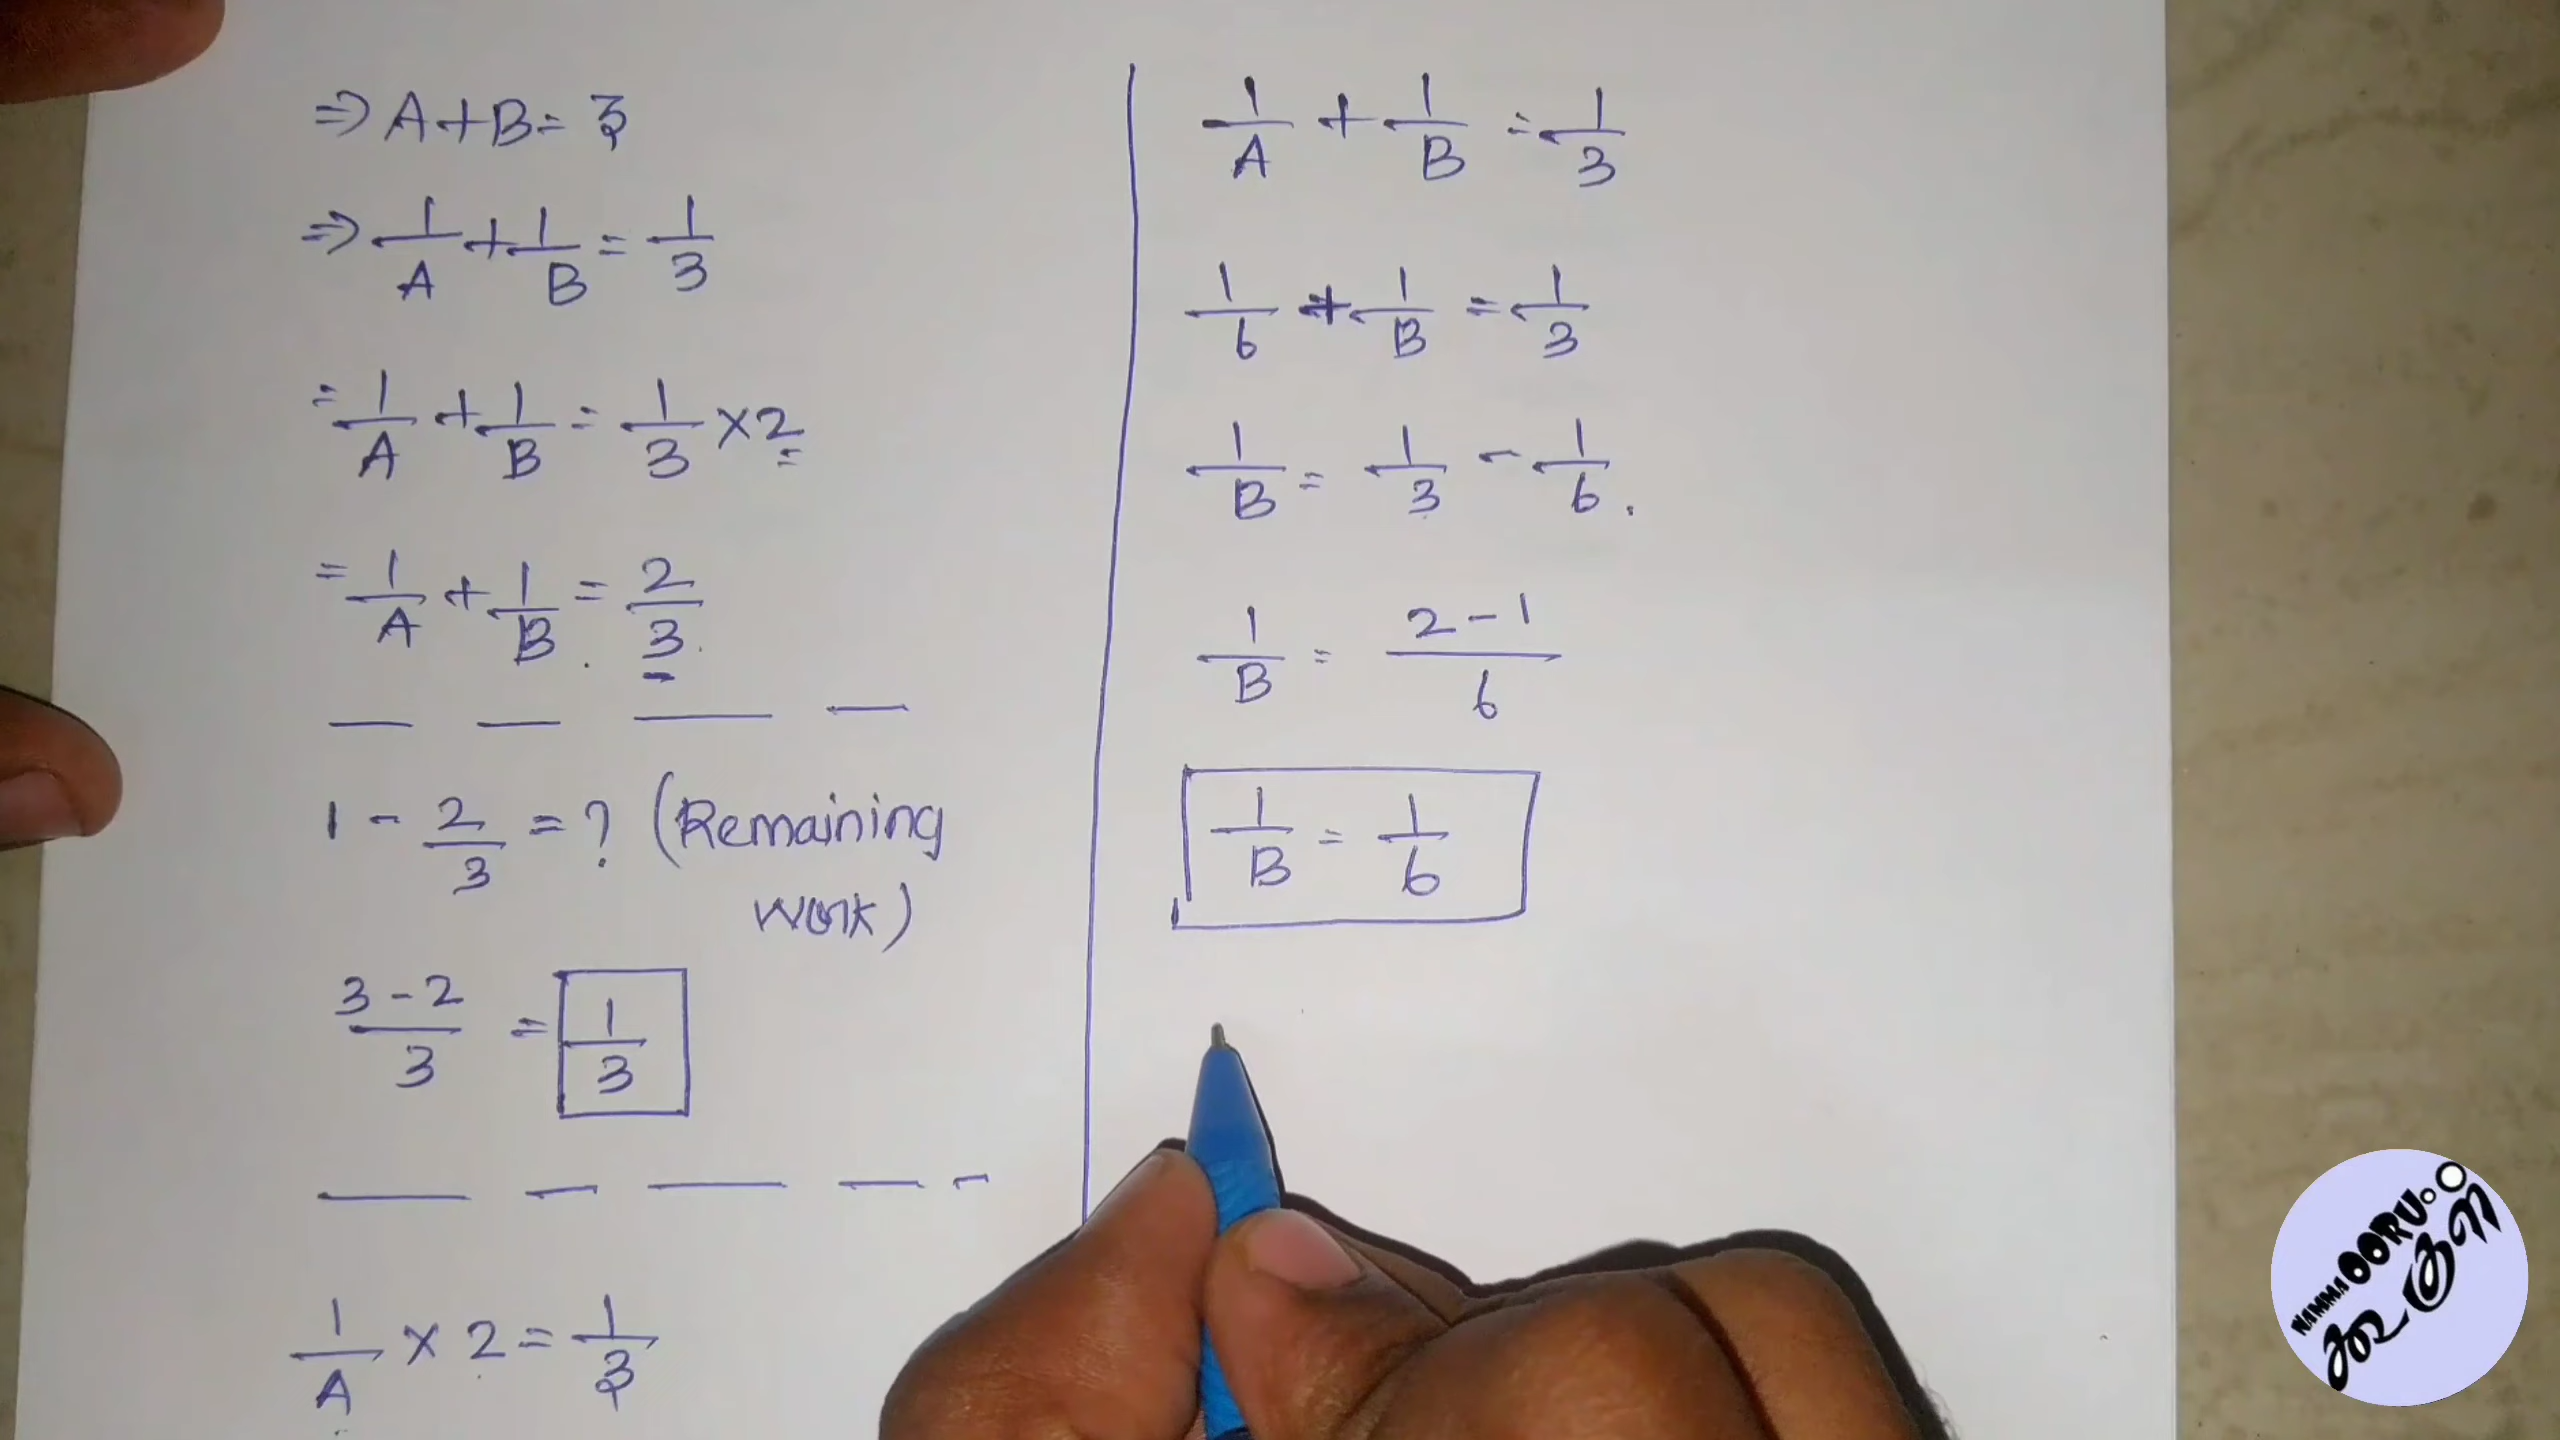 ⇒ A+B= 3
⇒ 1/A + 1/B = 1/3
= 1/A + 1/B = 1/3 × 2
= 1/A + 1/B = 2/3
1 - 2/3 = ? (Remaining
work)
3-2/3 = 1/3
1/A × 2 = 1/3
1/A + 1/B = 1/3
1/6 + 1/B = 1/3
1/B = 1/3 - 1/6.
1/B = 2-1/6
1/B = 1/6
NAMMA OORU